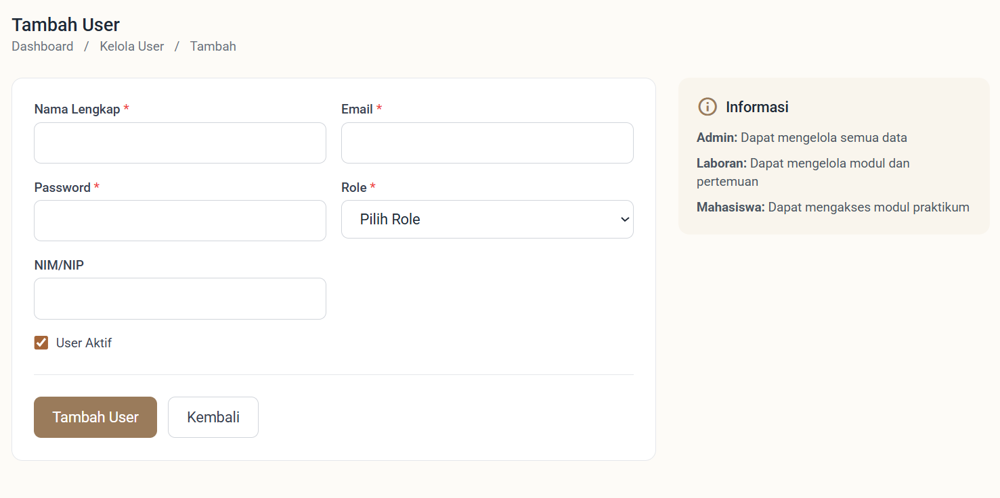 Tambah User
Dashboard / Kelola User / Tambah
Nama Lengkap *
Email *
Password *
Role *
Pilih Role
NIM/NIP
User Aktif
Tambah User
Kembali
Informasi
Admin: Dapat mengelola semua data
Laboran: Dapat mengelola modul dan
pertemuan
Mahasiswa: Dapat mengakses modul praktikum